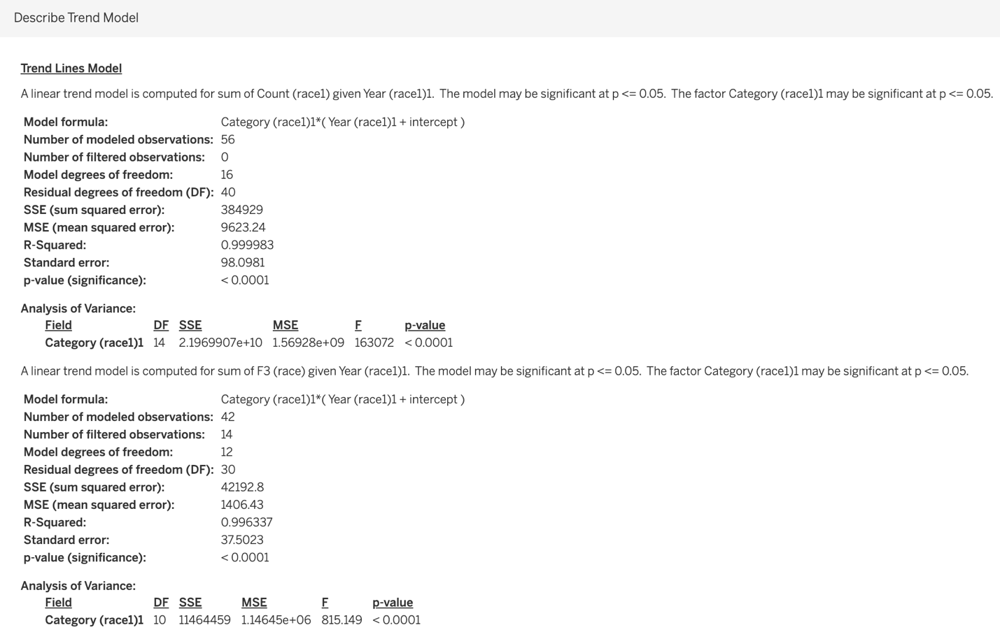 Describe Trend Model
Trend Lines Model
A linear trend model is computed for sum of Count (race1) given Year (race1)1.  The model may be significant at p <= 0.05.  The factor Category (race1)1 may be significant at p <= 0.05.
Model formula: Category (race1)1*( Year (race1)1 + intercept )
Number of modeled observations: 56
Number of filtered observations: 0
Model degrees of freedom: 16
Residual degrees of freedom (DF): 40
SSE (sum squared error): 384929
MSE (mean squared error): 9623.24
R-Squared: 0.999983
Standard error: 98.0981
p-value (significance): < 0.0001
Analysis of Variance:
Field DF SSE MSE F p-value
Category (race1)1 14 2.1969907e+10 1.56928e+09 163072 < 0.0001
A linear trend model is computed for sum of F3 (race) given Year (race1)1.  The model may be significant at p <= 0.05.  The factor Category (race1)1 may be significant at p <= 0.05.
Model formula: Category (race1)1*( Year (race1)1 + intercept )
Number of modeled observations: 42
Number of filtered observations: 14
Model degrees of freedom: 12
Residual degrees of freedom (DF): 30
SSE (sum squared error): 42192.8
MSE (mean squared error): 1406.43
R-Squared: 0.996337
Standard error: 37.5023
p-value (significance): < 0.0001
Analysis of Variance:
Field DF SSE MSE F p-value
Category (race1)1 10 11464459 1.14645e+06 815.149 < 0.0001